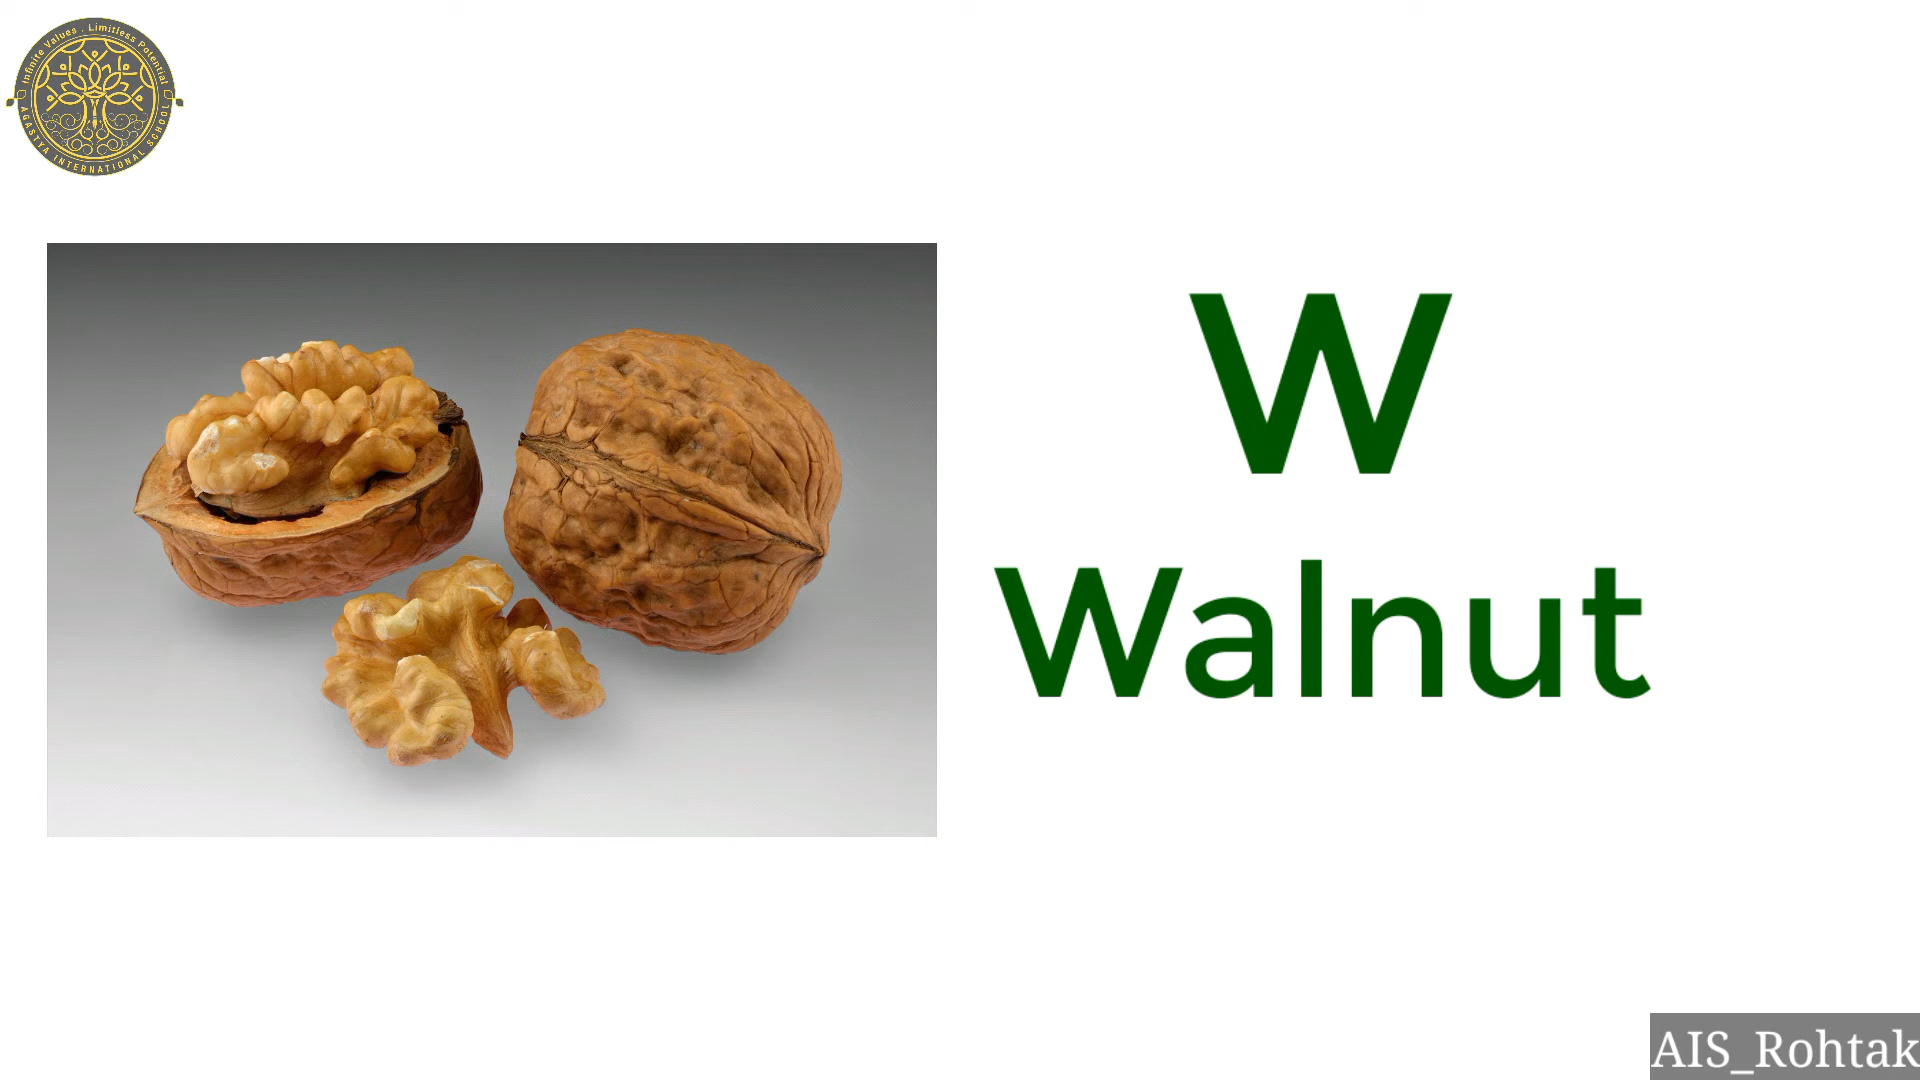 Infinite Values . Limitless Potential
AGASTYA INTERNATIONAL SCHOOL
W
Walnut
AIS_Rohtak